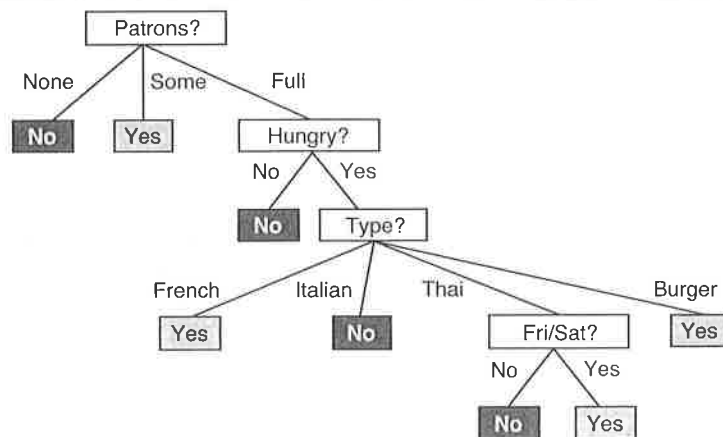 Patrons?
None Some Full
No Yes Hungry?
No Yes
No Type?
French Italian Thai Burger
Yes No Fri/Sat? Yes
No Yes
No Yes